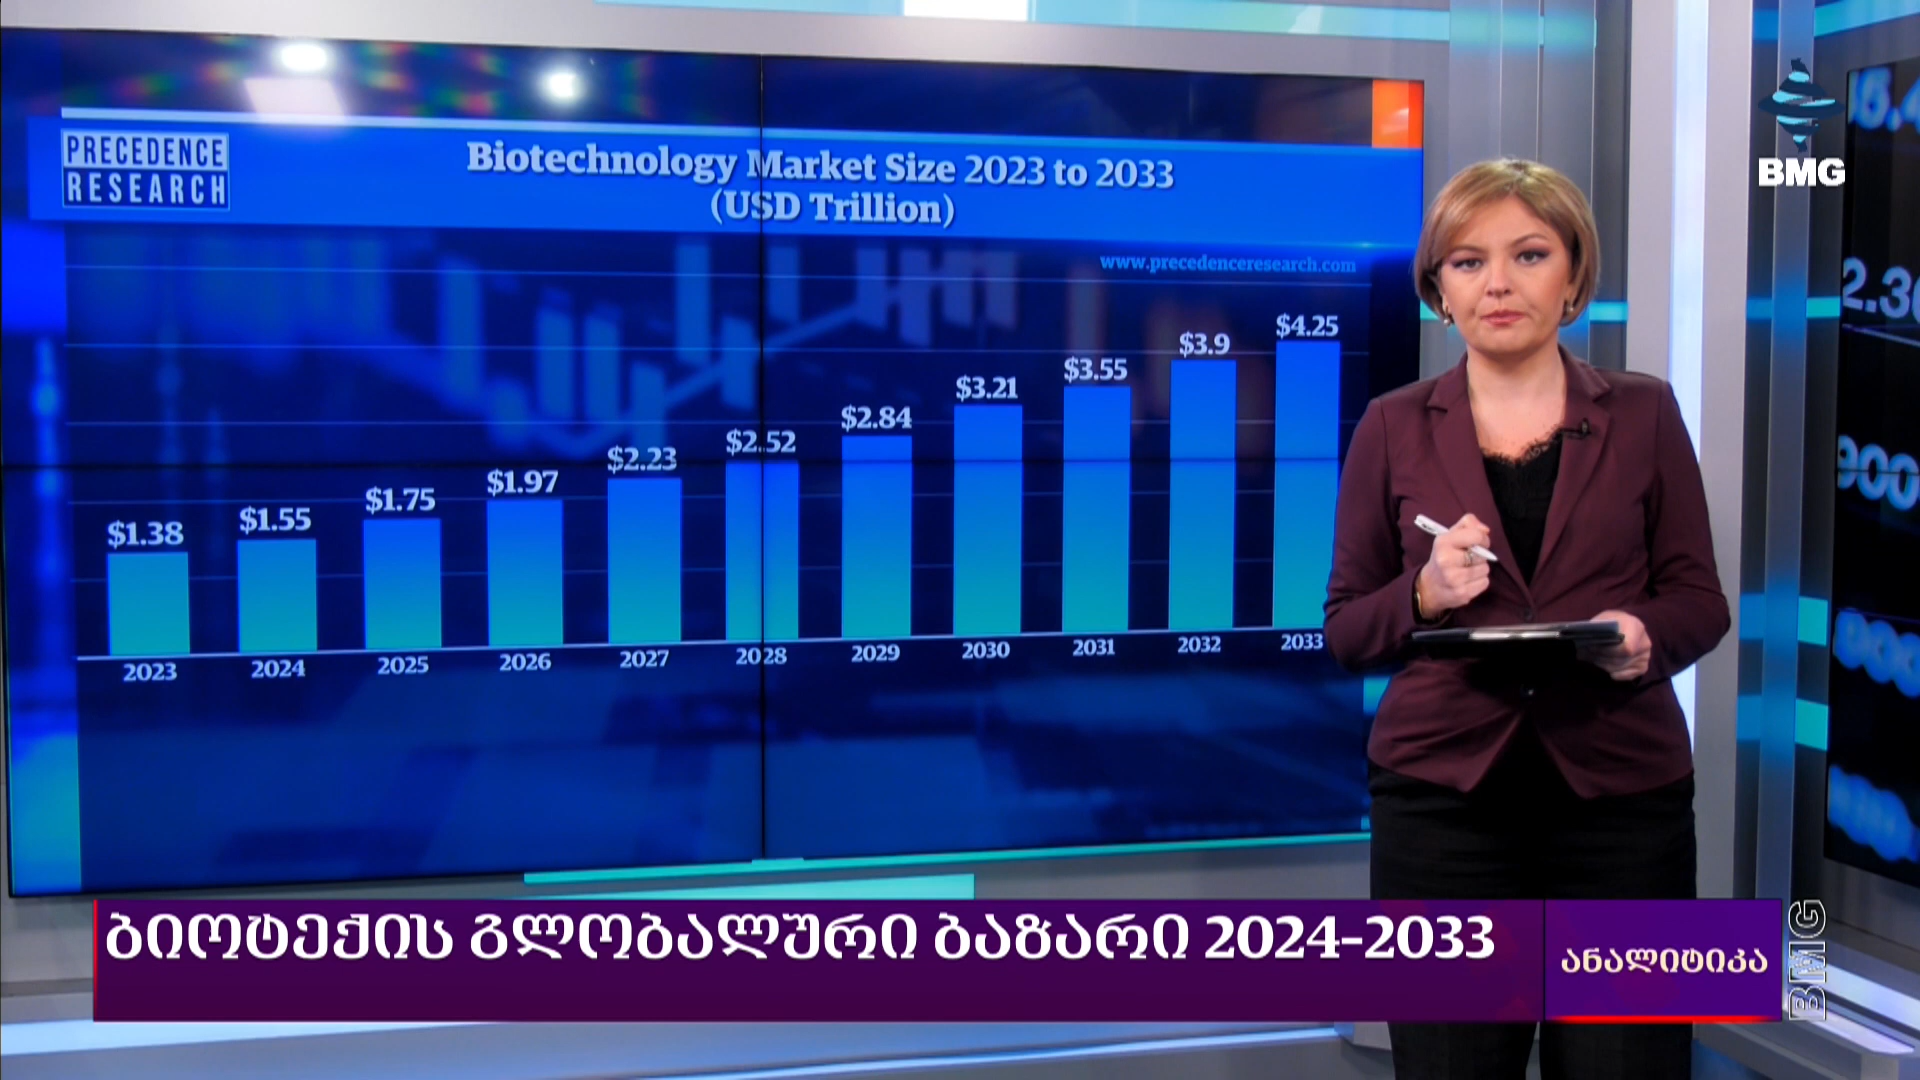 PRECEDENCE
RESEARCH
Biotechnology Market Size 2023 to 2033
(USD Trillion)
www.precedenceresearch.com
$1.38
$1.55
$1.75
$1.97
$2.23
$2.52
$2.84
$3.21
$3.55
$3.9
$4.25
2023
2024
2025
2026
2027
2028
2029
2030
2031
2032
2033
BMG
ბიოტექის გლობალური ბაზარი 2024-2033
ანალიტიკა
BMG